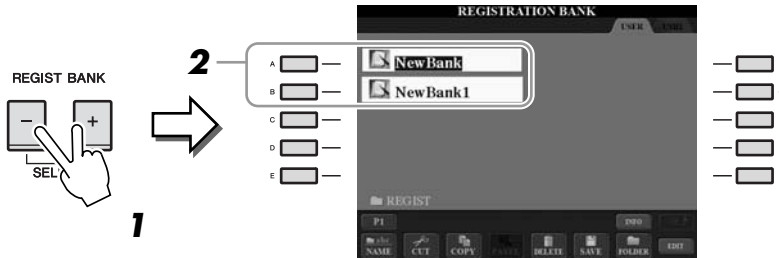 REGISTRATION BANK
USER USB1
REGIST BANK
- +
SEL
1
2
A
B
C
D
E
NewBank
NewBank1
REGIST
P1 INFO
NAME CUT COPY PASTE DELETE SAVE FOLDER EDIT